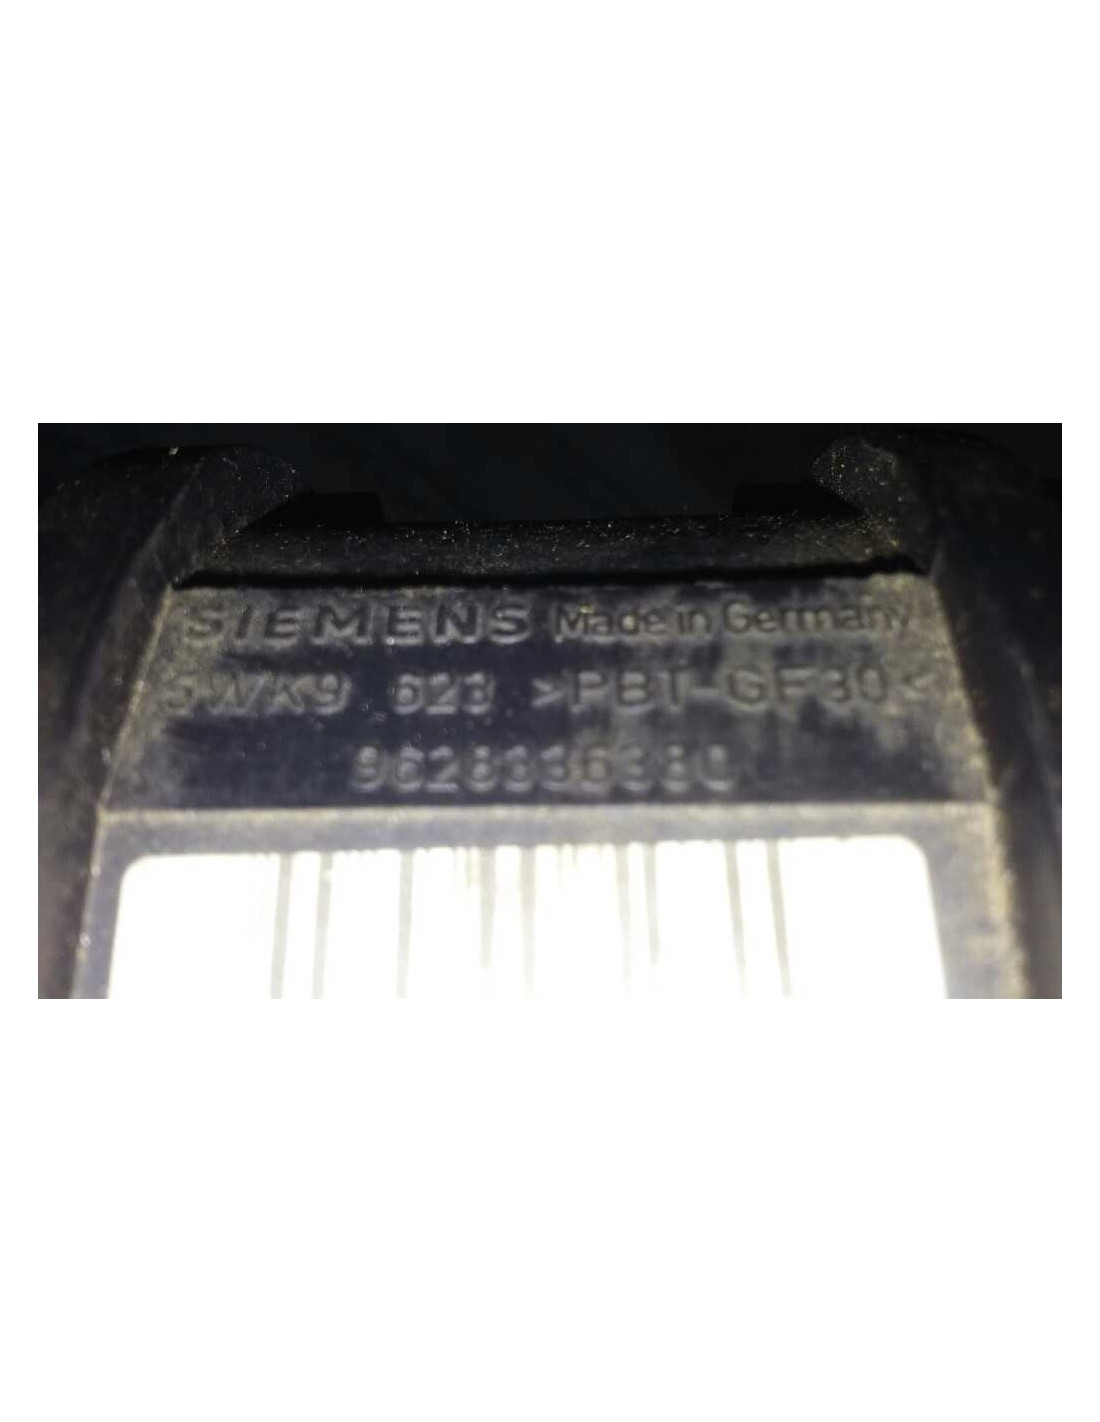 SIEMENS Made in Germany
5WK9 623 >PBT-GF30<
9628336380